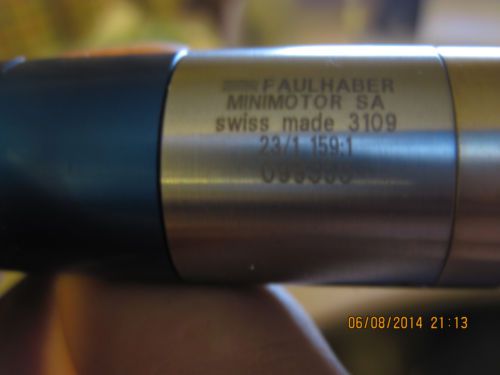 FAULHABER
MINIMOTOR SA
swiss made 3109
23/1 159:1
06/08/2014 21:13